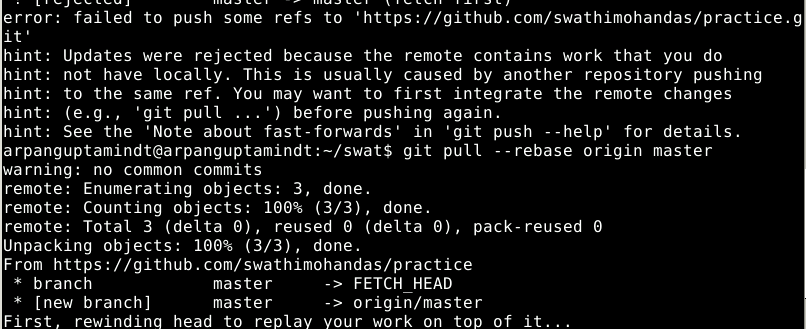 ! [rejected]        master -> master (fetch first)
error: failed to push some refs to 'https://github.com/swathimohandas/practice.g
it'
hint: Updates were rejected because the remote contains work that you do
hint: not have locally. This is usually caused by another repository pushing
hint: to the same ref. You may want to first integrate the remote changes
hint: (e.g., 'git pull ...') before pushing again.
hint: See the 'Note about fast-forwards' in 'git push --help' for details.
arpanguptamindt@arpanguptamindt:~/swat$ git pull --rebase origin master
warning: no common commits
remote: Enumerating objects: 3, done.
remote: Counting objects: 100% (3/3), done.
remote: Total 3 (delta 0), reused 0 (delta 0), pack-reused 0
Unpacking objects: 100% (3/3), done.
From https://github.com/swathimohandas/practice
 * branch            master     -> FETCH_HEAD
 * [new branch]      master     -> origin/master
First, rewinding head to replay your work on top of it...